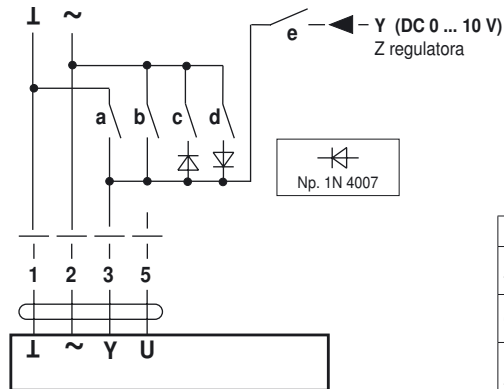 ⊥ ~
Y (DC 0 ... 10 V)
e
Z regulatora
a b c d
Np. 1N 4007
1 2 3 5
⊥ ~ Y U